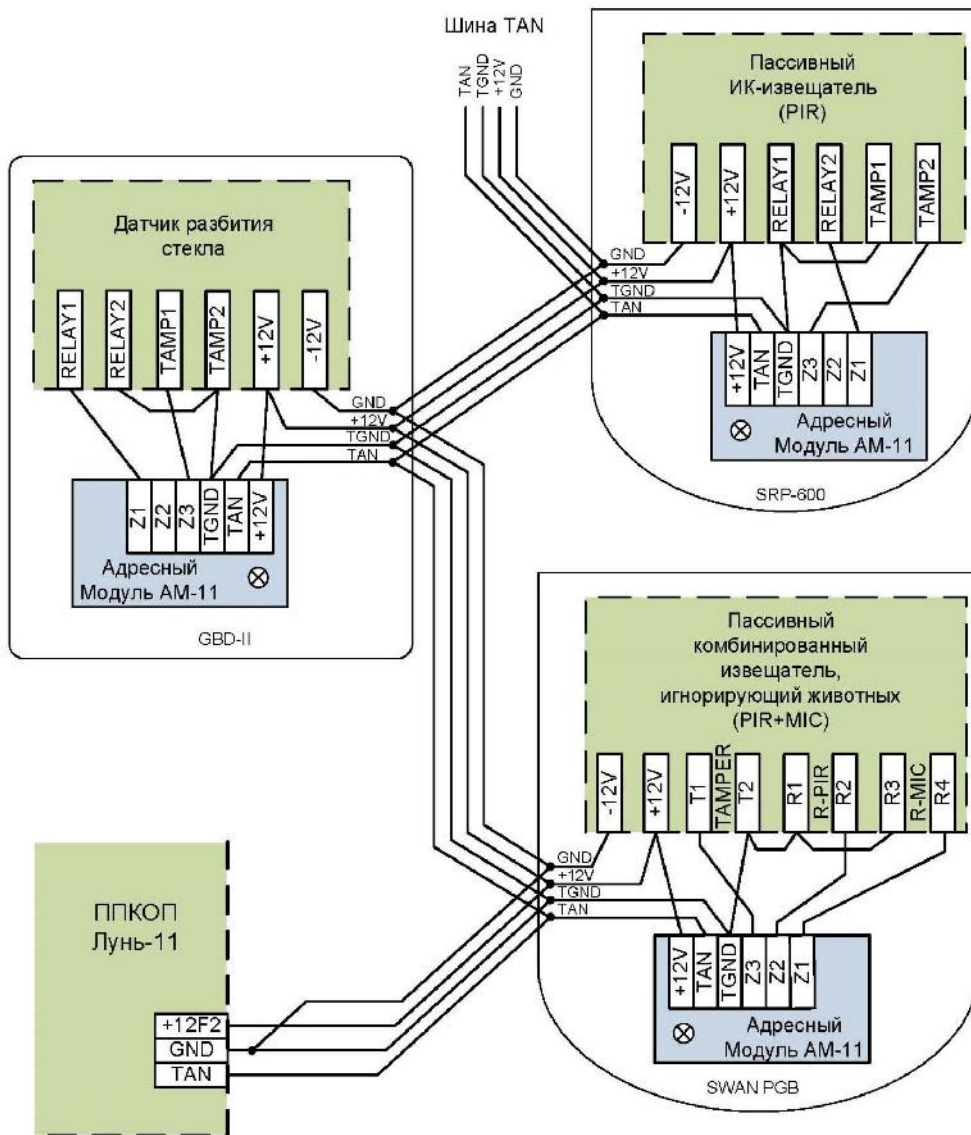 Шина TAN
TAN
TGND
+12V
GND
Пассивный
ИК-извещатель
(PIR)
-12V
+12V
RELAY1
RELAY2
TAMP1
TAMP2
GND
+12V
TGND
TAN
+12V
TAN
TGND
Z3
Z2
Z1
Адресный
Модуль АМ-11
SRP-600
Датчик разбития
стекла
RELAY1
RELAY2
TAMP1
TAMP2
+12V
-12V
GND
+12V
TGND
TAN
Z1
Z2
Z3
TGND
TAN
+12V
Адресный
Модуль АМ-11
GBD-II
Пассивный
комбинированный
извещатель,
игнорирующий животных
(PIR+MIC)
-12V
+12V
T1
TAMPER
T2
R1
R-PIR
R2
R3
R-MIC
R4
GND
+12V
TGND
TAN
+12V
TAN
TGND
Z3
Z2
Z1
Адресный
Модуль АМ-11
SWAN PGB
ППКОП
Лунь-11
+12F2
GND
TAN